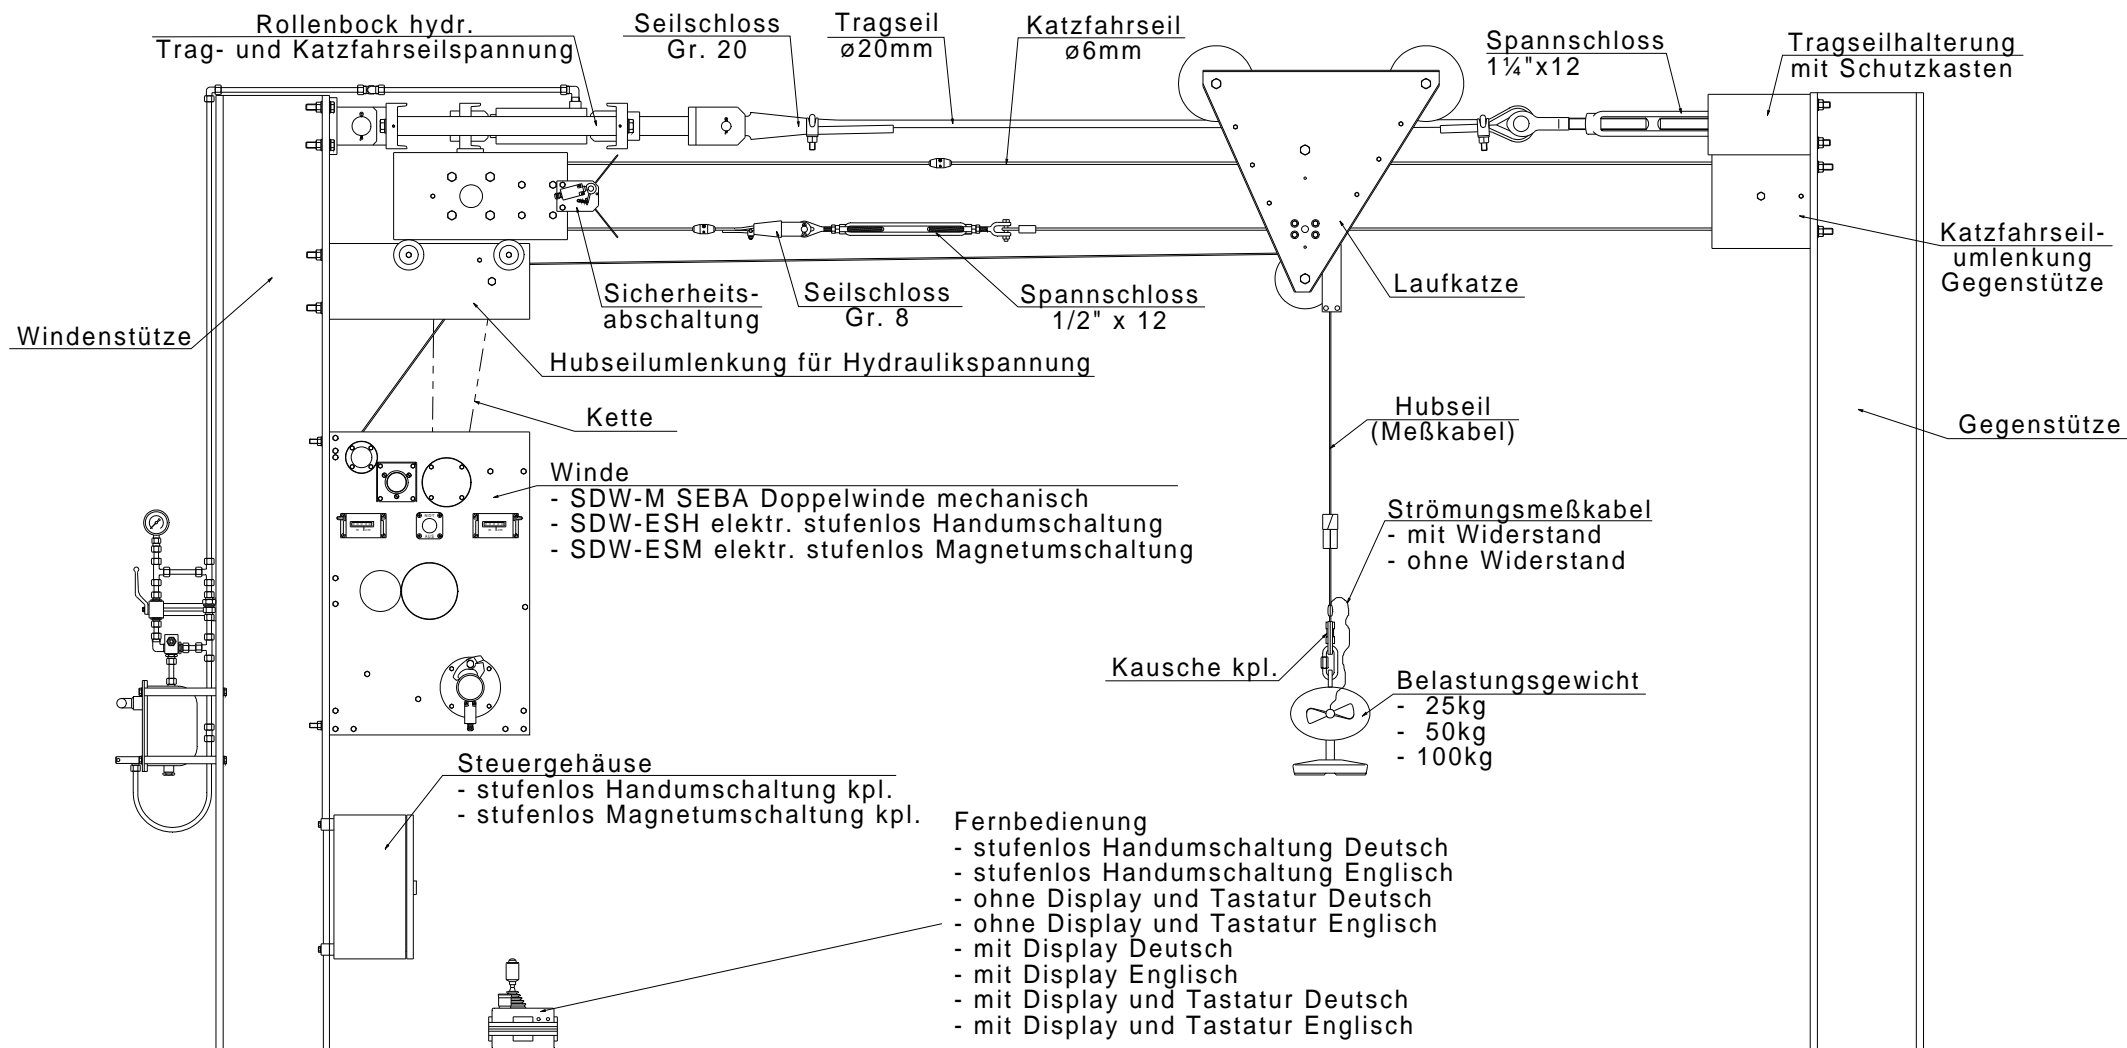 Rollenbock hydr.
Trag- und Katzfahrseilspannung
Seilschloss
Gr. 20
Tragseil
ø20mm
Katzfahrseil
ø6mm
Spannschloss
1¼"x12
Tragseilhalterung
mit Schutzkasten
Katzfahrseil-
umlenkung
Gegenstütze
Windenstütze
Sicherheits-
abschaltung
Seilschloss
Gr. 8
Spannschloss
1/2" x 12
Laufkatze
Hubseilumlenkung für Hydraulikspannung
Kette
Hubseil
(Meßkabel)
Gegenstütze
Winde
- SDW-M SEBA Doppelwinde mechanisch
- SDW-ESH elektr. stufenlos Handumschaltung
- SDW-ESM elektr. stufenlos Magnetumschaltung
NOT
AUS
Strömungsmeßkabel
- mit Widerstand
- ohne Widerstand
Kausche kpl.
Belastungsgewicht
- 25kg
- 50kg
- 100kg
Steuergehäuse
- stufenlos Handumschaltung kpl.
- stufenlos Magnetumschaltung kpl.
Fernbedienung
- stufenlos Handumschaltung Deutsch
- stufenlos Handumschaltung Englisch
- ohne Display und Tastatur Deutsch
- ohne Display und Tastatur Englisch
- mit Display Deutsch
- mit Display Englisch
- mit Display und Tastatur Deutsch
- mit Display und Tastatur Englisch